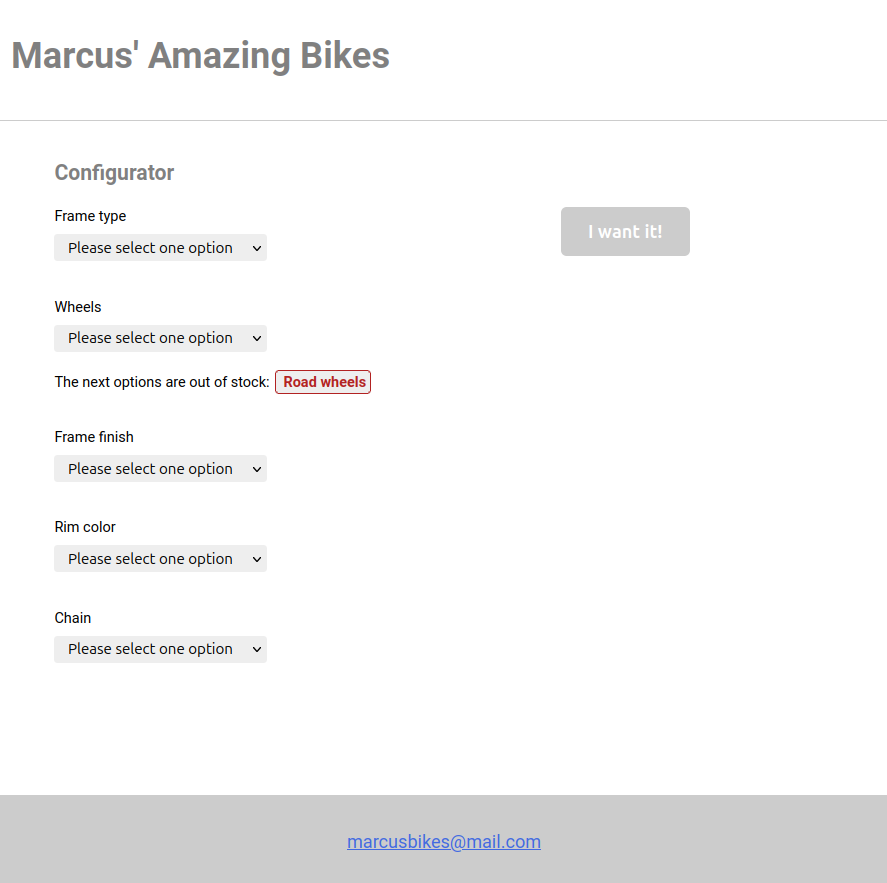 Marcus' Amazing Bikes
Configurator
Frame type
Please select one option
I want it!
Wheels
Please select one option
The next options are out of stock: Road wheels
Frame finish
Please select one option
Rim color
Please select one option
Chain
Please select one option
marcusbikes@mail.com